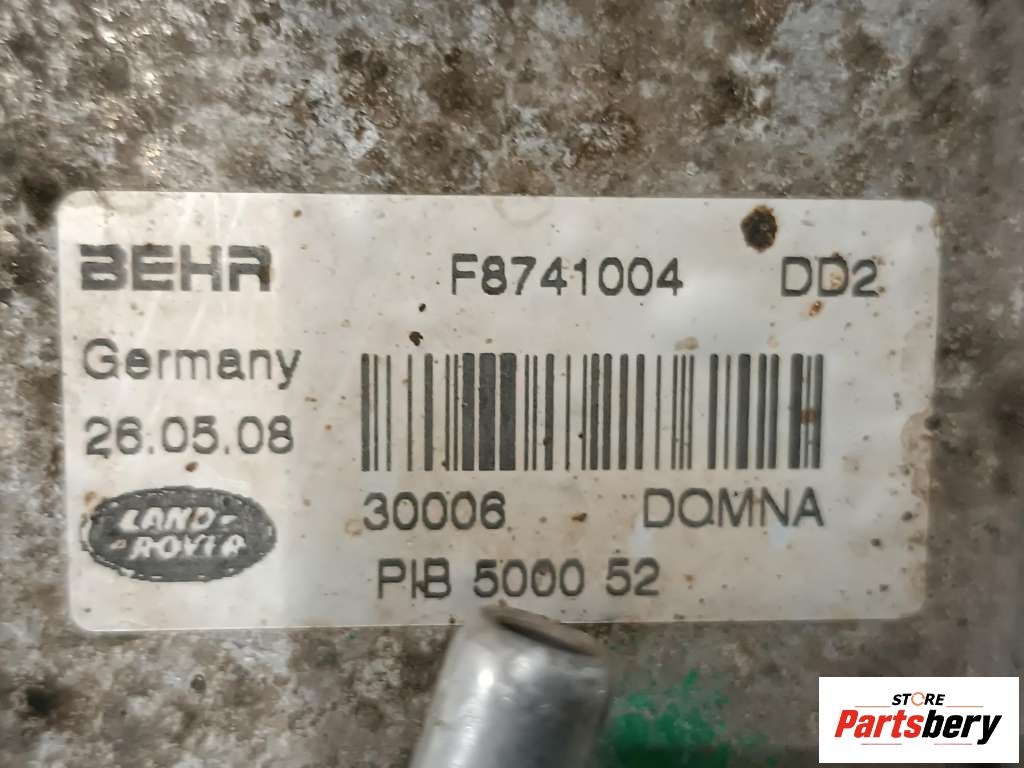 BEHR F8741004 DD2
Germany
26.05.08
LAND-
-ROVER
30006 DQMNA
PIB 5000 52
STORE
Partsbery